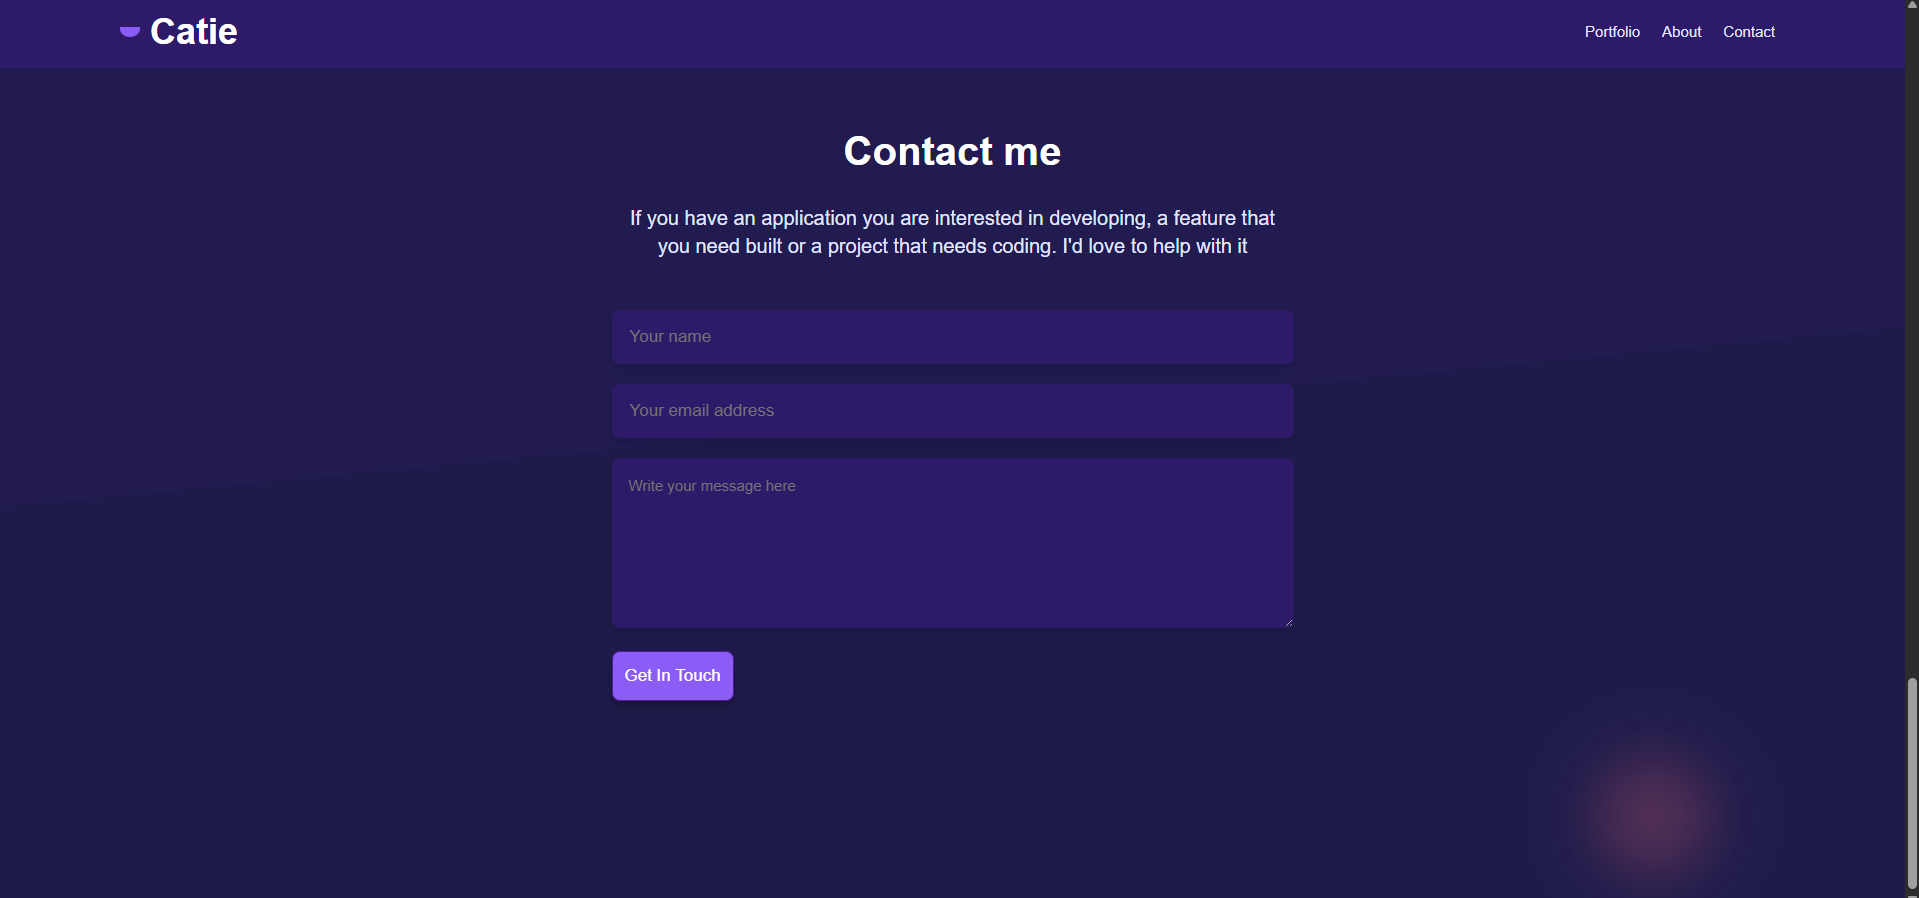 Catie
Portfolio About Contact
Contact me
If you have an application you are interested in developing, a feature that
you need built or a project that needs coding. I'd love to help with it
Your name
Your email address
Write your message here
Get In Touch